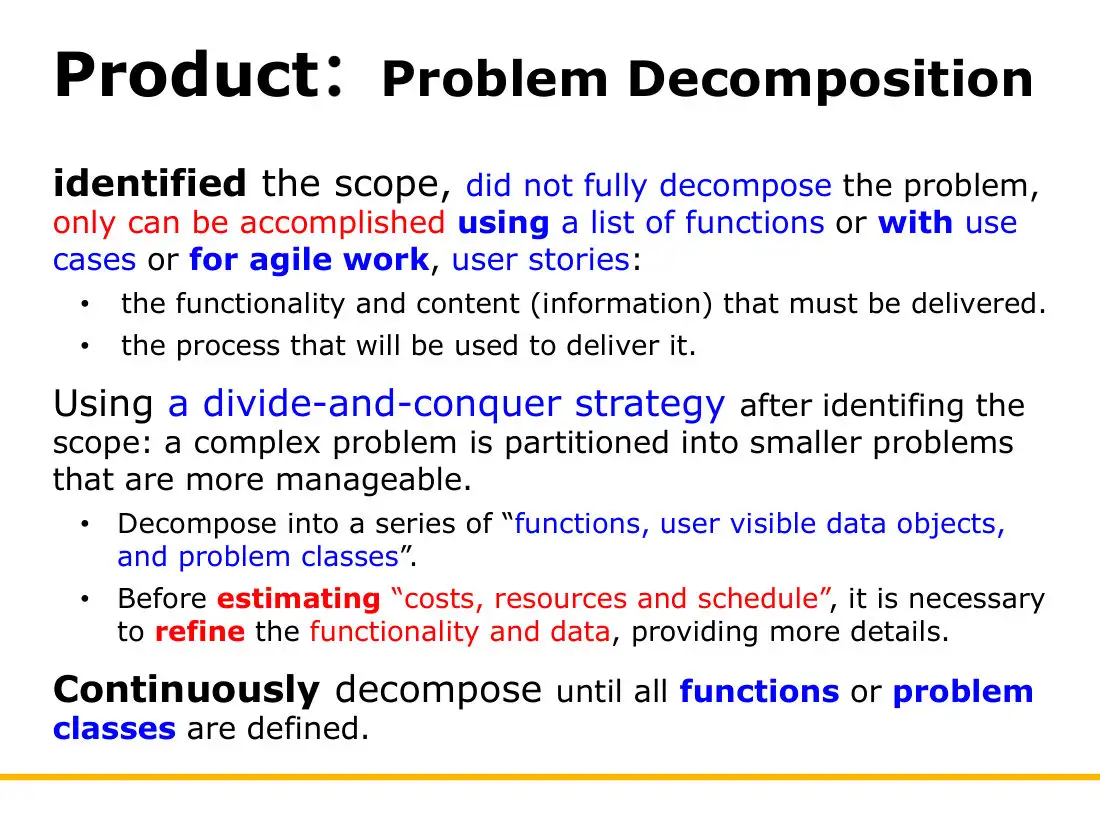 Product: Problem Decomposition
identified the scope, did not fully decompose the problem,
only can be accomplished using a list of functions or with use
cases or for agile work, user stories:
• the functionality and content (information) that must be delivered.
• the process that will be used to deliver it.
Using a divide-and-conquer strategy after identifing the
scope: a complex problem is partitioned into smaller problems
that are more manageable.
• Decompose into a series of “functions, user visible data objects,
and problem classes”.
• Before estimating “costs, resources and schedule”, it is necessary
to refine the functionality and data, providing more details.
Continuously decompose until all functions or problem
classes are defined.